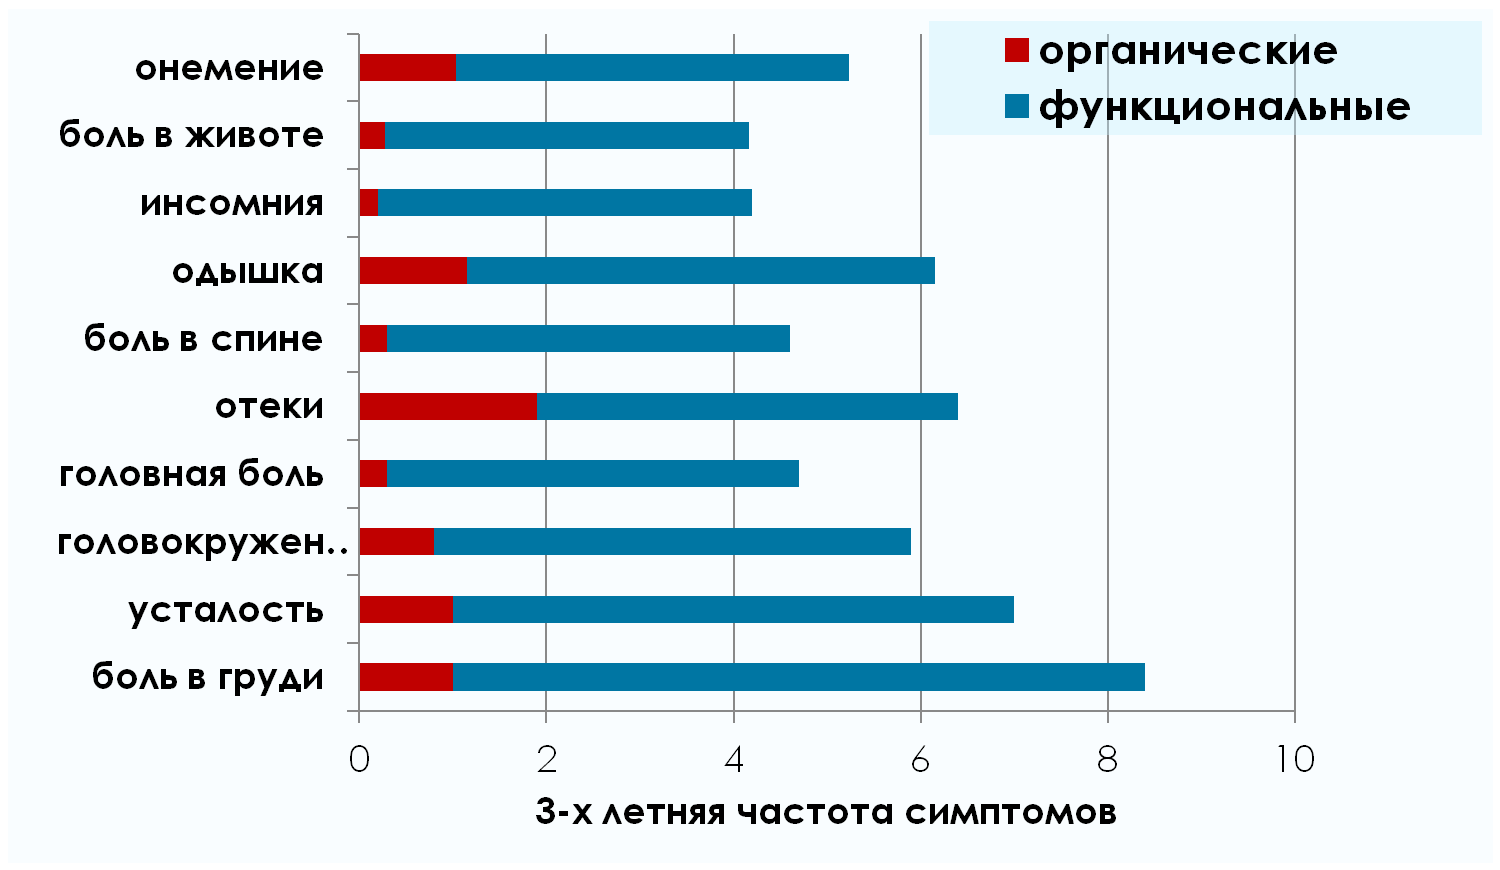 органические
функциональные
онемение
боль в животе
инсомния
одышка
боль в спине
отеки
головная боль
головокружен..
усталость
боль в груди
0 2 4 6 8 10
3-х летняя частота симптомов